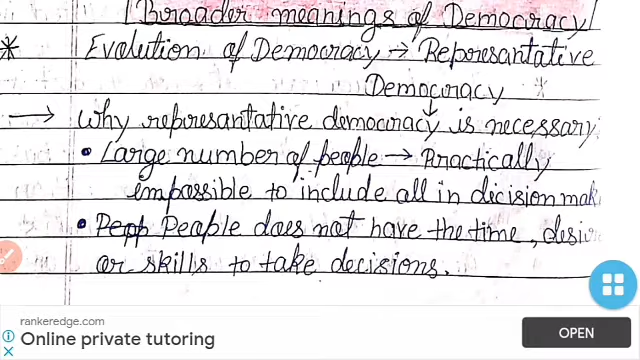 Broader meanings of Democracy
* Evolution of Democracy → Represantative
Democracy *
→ Why represantative democracy is necessary
• Large number of people → Practically
impossible to include all in decision mak
• People does not have the time, desi
or skills to take decisions.
rankeredge.com
Online private tutoring
OPEN